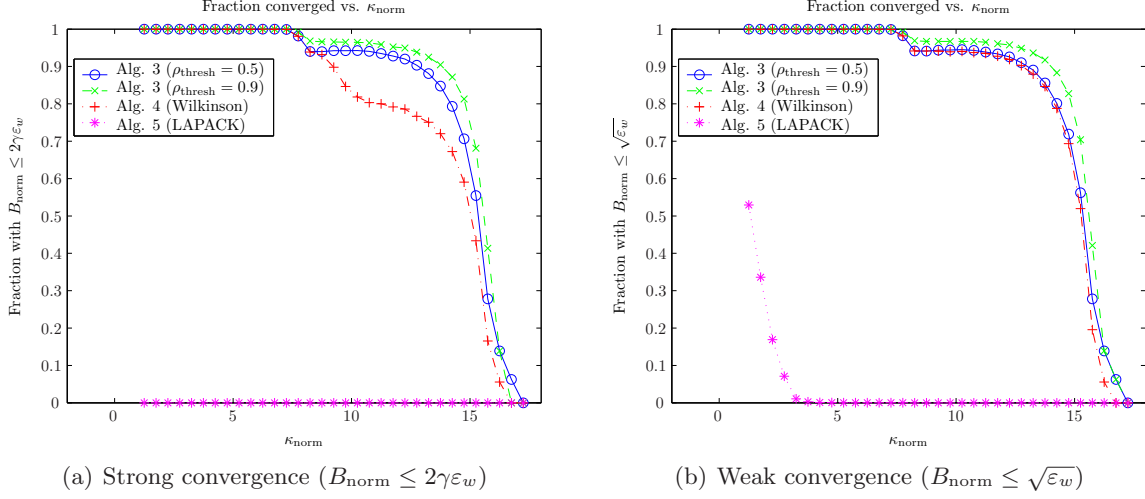 Fraction converged vs. κnorm
1
0.9
0.8
0.7
0.6
0.5
0.4
0.3
0.2
0.1
0
Fraction with Bnorm ≤ 2γεw
Alg. 3 (ρthresh = 0.5)
Alg. 3 (ρthresh = 0.9)
Alg. 4 (Wilkinson)
Alg. 5 (LAPACK)
0 5 10 15
κnorm
(a) Strong convergence (Bnorm ≤ 2γεw)
Fraction converged vs. κnorm
1
0.9
0.8
0.7
0.6
0.5
0.4
0.3
0.2
0.1
0
Fraction with Bnorm ≤ √εw
Alg. 3 (ρthresh = 0.5)
Alg. 3 (ρthresh = 0.9)
Alg. 4 (Wilkinson)
Alg. 5 (LAPACK)
0 5 10 15
κnorm
(b) Weak convergence (Bnorm ≤ √εw)